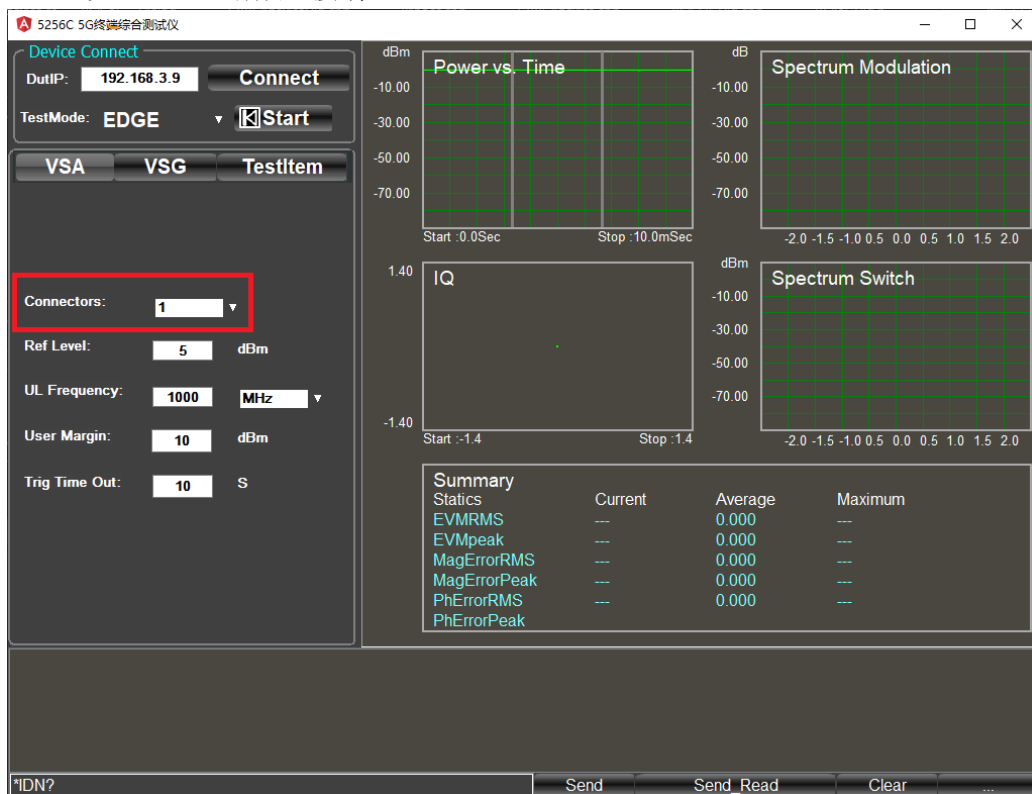 5256C 5G终端综合测试仪
Device Connect
DutIP: 192.168.3.9 Connect
TestMode: EDGE Start
VSA VSG TestItem
Connectors: 1
Ref Level: 5 dBm
UL Frequency: 1000 MHz
User Margin: 10 dBm
Trig Time Out: 10 S
dBm
Power vs. Time
-10.00
-30.00
-50.00
-70.00
Start :0.0Sec Stop :10.0mSec
dB
Spectrum Modulation
-10.00
-30.00
-50.00
-70.00
-2.0 -1.5 -1.0 0.5 0.0 0.5 1.0 1.5 2.0
1.40
IQ
-1.40
Start :-1.4 Stop :1.4
dBm
Spectrum Switch
-10.00
-30.00
-50.00
-70.00
-2.0 -1.5 -1.0 0.5 0.0 0.5 1.0 1.5 2.0
Summary
Statics Current Average Maximum
EVMRMS --- 0.000 ---
EVMpeak --- 0.000 ---
MagErrorRMS --- 0.000 ---
MagErrorPeak --- 0.000 ---
PhErrorRMS --- 0.000 ---
PhErrorPeak
*IDN? Send Send_Read Clear ...